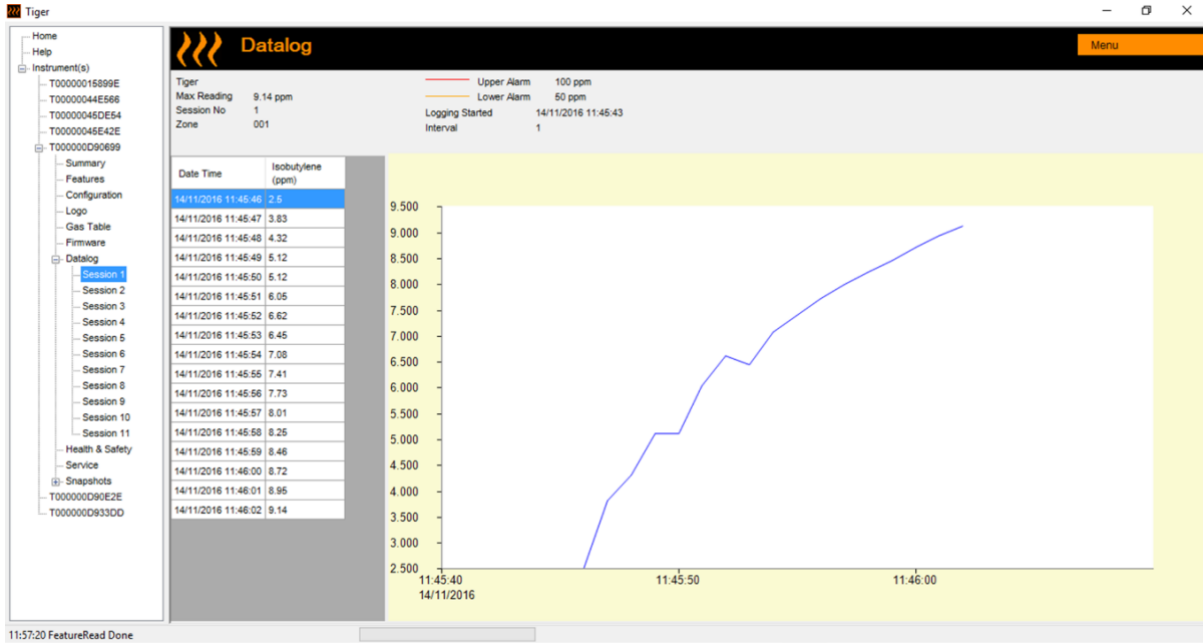 Tiger
Home
Help
Instrument(s)
T00000015899E
T00000044E566
T00000045DE54
T00000045E42E
T000000D90699
Summary
Features
Configuration
Logo
Gas Table
Firmware
Datalog
Session 1
Session 2
Session 3
Session 4
Session 5
Session 6
Session 7
Session 8
Session 9
Session 10
Session 11
Health & Safety
Service
Snapshots
T000000D90E2E
T000000D933DD
Datalog
Menu
Tiger
Max Reading 9.14 ppm
Session No 1
Zone 001
Upper Alarm 100 ppm
Lower Alarm 50 ppm
Logging Started 14/11/2016 11:45:43
Interval 1
Date Time Isobutylene
(ppm)
14/11/2016 11:45:46 2.5
14/11/2016 11:45:47 3.83
14/11/2016 11:45:48 4.32
14/11/2016 11:45:49 5.12
14/11/2016 11:45:50 5.12
14/11/2016 11:45:51 6.05
14/11/2016 11:45:52 6.62
14/11/2016 11:45:53 6.45
14/11/2016 11:45:54 7.08
14/11/2016 11:45:55 7.41
14/11/2016 11:45:56 7.73
14/11/2016 11:45:57 8.01
14/11/2016 11:45:58 8.25
14/11/2016 11:45:59 8.46
14/11/2016 11:46:00 8.72
14/11/2016 11:46:01 8.95
14/11/2016 11:46:02 9.14
9.500
9.000
8.500
8.000
7.500
7.000
6.500
6.000
5.500
5.000
4.500
4.000
3.500
3.000
2.500
11:45:40 11:45:50 11:46:00
14/11/2016
11:57:20 FeatureRead Done